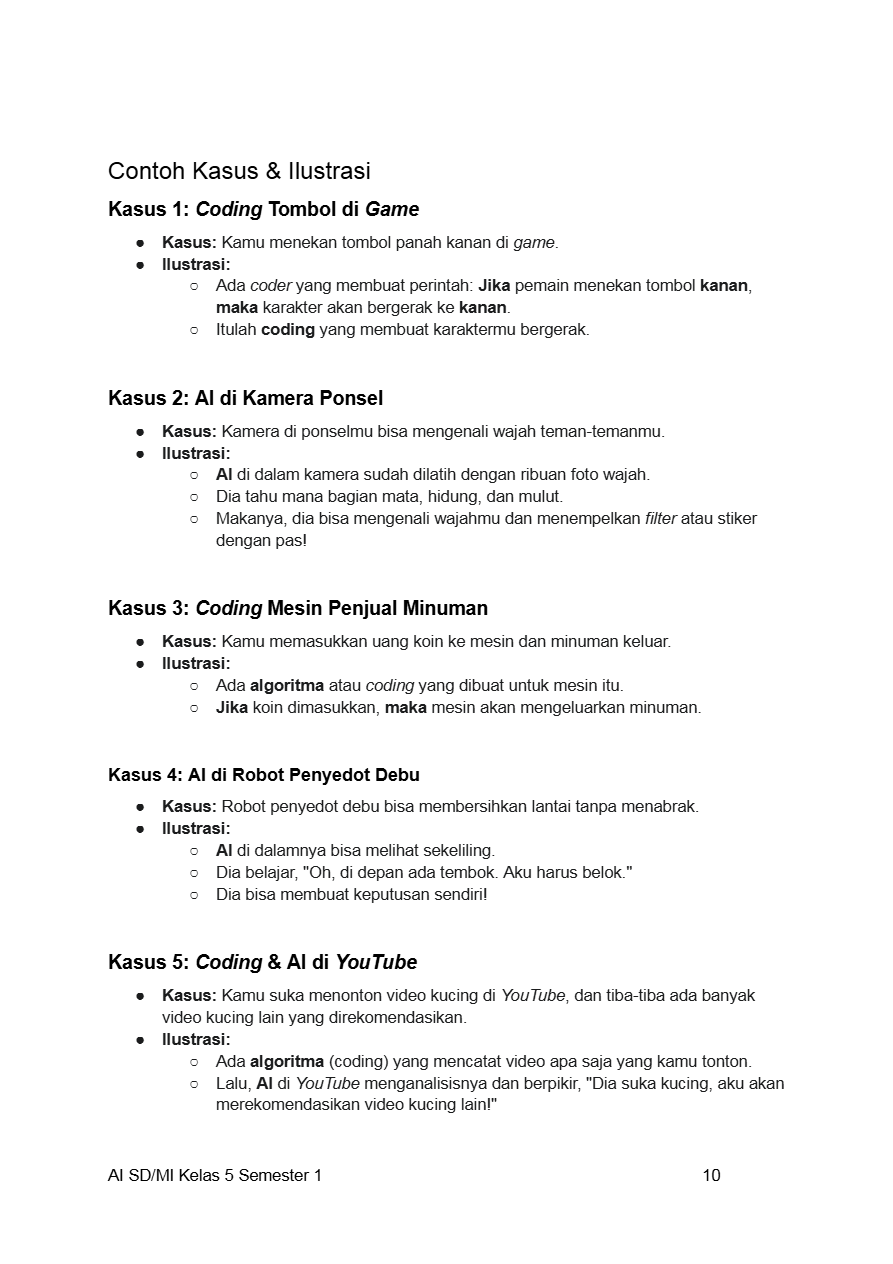 Contoh Kasus & Ilustrasi
Kasus 1: Coding Tombol di Game
● Kasus: Kamu menekan tombol panah kanan di game.
● Ilustrasi:
○ Ada coder yang membuat perintah: Jika pemain menekan tombol kanan,
maka karakter akan bergerak ke kanan.
○ Itulah coding yang membuat karaktermu bergerak.
Kasus 2: AI di Kamera Ponsel
● Kasus: Kamera di ponselmu bisa mengenali wajah teman-temanmu.
● Ilustrasi:
○ AI di dalam kamera sudah dilatih dengan ribuan foto wajah.
○ Dia tahu mana bagian mata, hidung, dan mulut.
○ Makanya, dia bisa mengenali wajahmu dan menempelkan filter atau stiker
dengan pas!
Kasus 3: Coding Mesin Penjual Minuman
● Kasus: Kamu memasukkan uang koin ke mesin dan minuman keluar.
● Ilustrasi:
○ Ada algoritma atau coding yang dibuat untuk mesin itu.
○ Jika koin dimasukkan, maka mesin akan mengeluarkan minuman.
Kasus 4: AI di Robot Penyedot Debu
● Kasus: Robot penyedot debu bisa membersihkan lantai tanpa menabrak.
● Ilustrasi:
○ AI di dalamnya bisa melihat sekeliling.
○ Dia belajar, "Oh, di depan ada tembok. Aku harus belok."
○ Dia bisa membuat keputusan sendiri!
Kasus 5: Coding & AI di YouTube
● Kasus: Kamu suka menonton video kucing di YouTube, dan tiba-tiba ada banyak
video kucing lain yang direkomendasikan.
● Ilustrasi:
○ Ada algoritma (coding) yang mencatat video apa saja yang kamu tonton.
○ Lalu, AI di YouTube menganalisisnya dan berpikir, "Dia suka kucing, aku akan
merekomendasikan video kucing lain!"
AI SD/MI Kelas 5 Semester 1 10